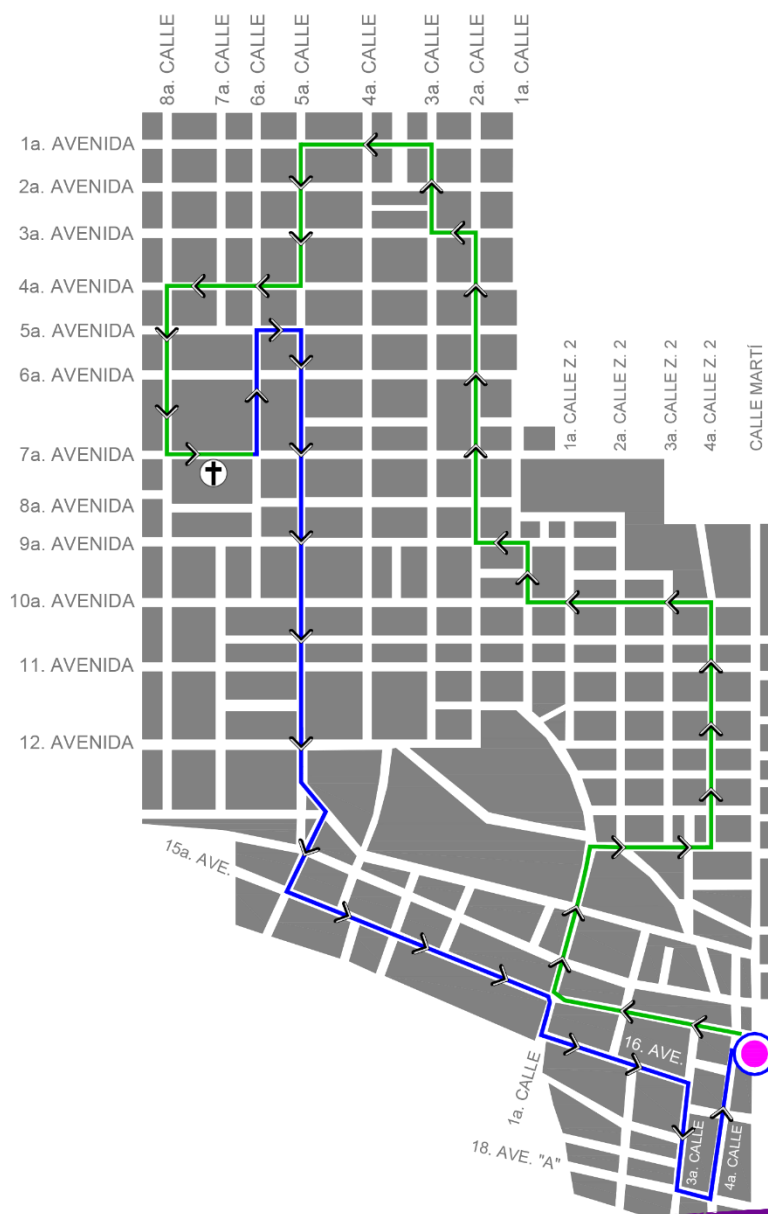 8a. CALLE
7a. CALLE
6a. CALLE
5a. CALLE
4a. CALLE
3a. CALLE
2a. CALLE
1a. CALLE
1a. AVENIDA
2a. AVENIDA
3a. AVENIDA
4a. AVENIDA
5a. AVENIDA
6a. AVENIDA
7a. AVENIDA
8a. AVENIDA
9a. AVENIDA
10a. AVENIDA
11. AVENIDA
12. AVENIDA
1a. CALLE Z. 2
2a. CALLE Z. 2
3a. CALLE Z. 2
4a. CALLE Z. 2
CALLE MARTÍ
15a. AVE.
16. AVE.
1a. CALLE
18. AVE. "A"
3a. CALLE
4a. CALLE